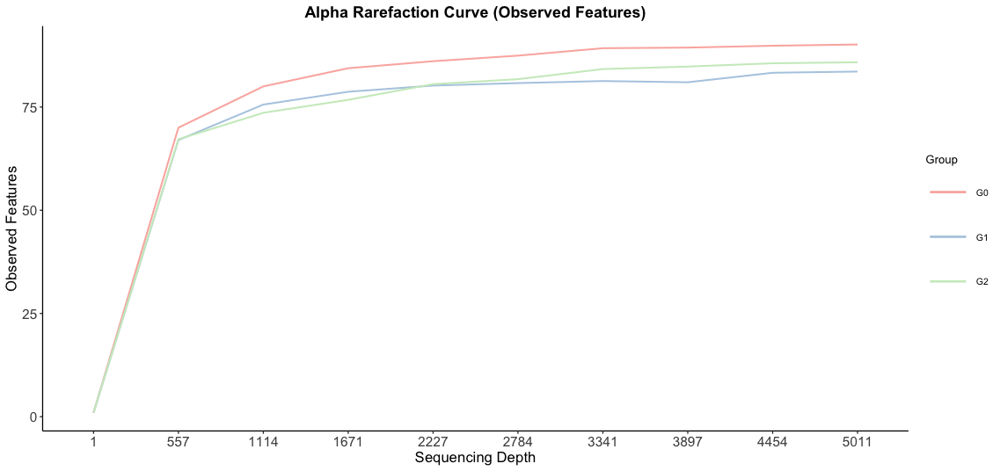 Alpha Rarefaction Curve (Observed Features)
Observed Features
75
50
25
0
1 557 1114 1671 2227 2784 3341 3897 4454 5011
Sequencing Depth
Group
G0
G1
G2